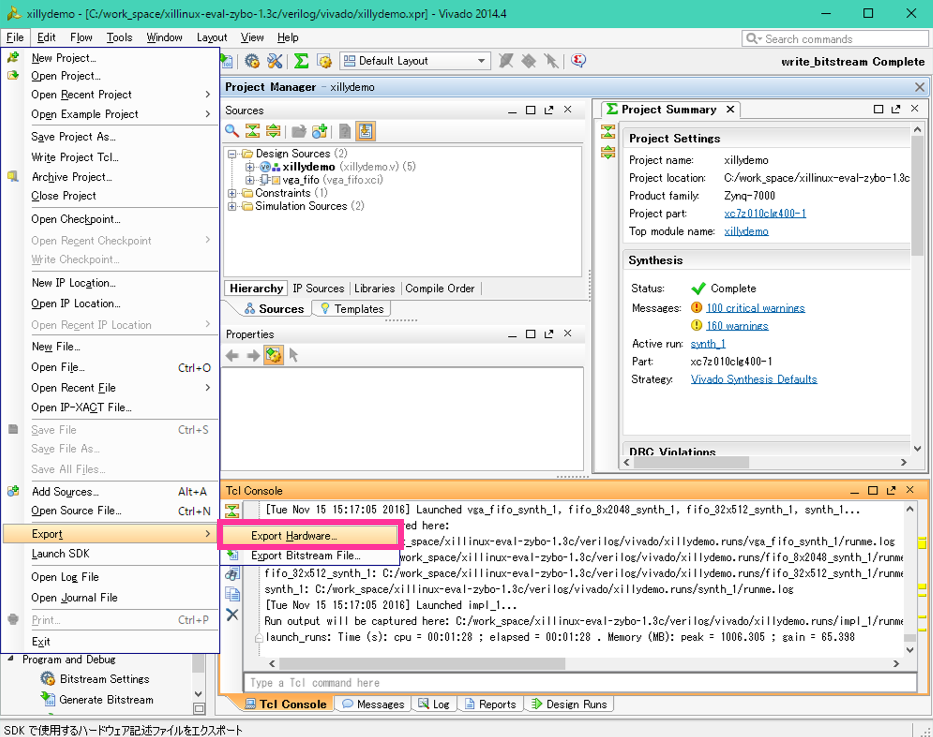 xillydemo - [C:/work_space/xillinux-eval-zybo-1.3c/verilog/vivado/xillydemo.xpr] - Vivado 2014.4
File Edit Flow Tools Window Layout View Help
Search commands
Default Layout
write_bitstream Complete
New Project...
Open Project...
Open Recent Project
Open Example Project
Save Project As...
Write Project Tcl...
Archive Project...
Close Project
Open Checkpoint...
Open Recent Checkpoint
Write Checkpoint...
New IP Location...
Open IP Location...
Open Recent IP Location
New File...
Open File... Ctrl+O
Open Recent File
Open IP-XACT File...
Save File Ctrl+S
Save File As...
Save All Files...
Add Sources... Alt+A
Open Source File... Ctrl+N
Export
Launch SDK
Open Log File
Open Journal File
Print... Ctrl+P
Exit
Export Hardware...
Export Bitstream File...
Program and Debug
Bitstream Settings
Generate Bitstream
Project Manager - xillydemo
Sources
Design Sources (2)
xillydemo (xillydemo.v) (5)
vga_fifo (vga_fifo.xci)
Constraints (1)
Simulation Sources (2)
Hierarchy IP Sources Libraries Compile Order
Sources Templates
Properties
Project Summary
Project Settings
Project name: xillydemo
Project location: C:/work_space/xillinux-eval-zybo-1.3c
Product family: Zynq-7000
Project part: xc7z010clg400-1
Top module name: xillydemo
Synthesis
Status: Complete
Messages: 100 critical warnings
160 warnings
Active run: synth_1
Part: xc7z010clg400-1
Strategy: Vivado Synthesis Defaults
DRC Violations
Tcl Console
[Tue Nov 15 15:17:05 2016] Launched vga_fifo_synth_1, fifo_8x2048_synth_1, fifo_32x512_synth_1, synth_1...
red here:
k_space/xillinux-eval-zybo-1.3c/verilog/vivado/xillydemo.runs/vga_fifo_synth_1/runme.log
work_space/xillinux-eval-zybo-1.3c/verilog/vivado/xillydemo.runs/fifo_8x2048_synth_1/runme
fifo_32x512_synth_1: C:/work_space/xillinux-eval-zybo-1.3c/verilog/vivado/xillydemo.runs/fifo_32x512_synth_1/runme
synth_1: C:/work_space/xillinux-eval-zybo-1.3c/verilog/vivado/xillydemo.runs/synth_1/runme.log
[Tue Nov 15 15:17:05 2016] Launched impl_1...
Run output will be captured here: C:/work_space/xillinux-eval-zybo-1.3c/verilog/vivado/xillydemo.runs/impl_1/runme
launch_runs: Time (s): cpu = 00:01:28 ; elapsed = 00:01:28 . Memory (MB): peak = 1006.305 ; gain = 65.398
Type a Tcl command here
Tcl Console Messages Log Reports Design Runs
SDK で使用するハードウェア記述ファイルをエクスポート